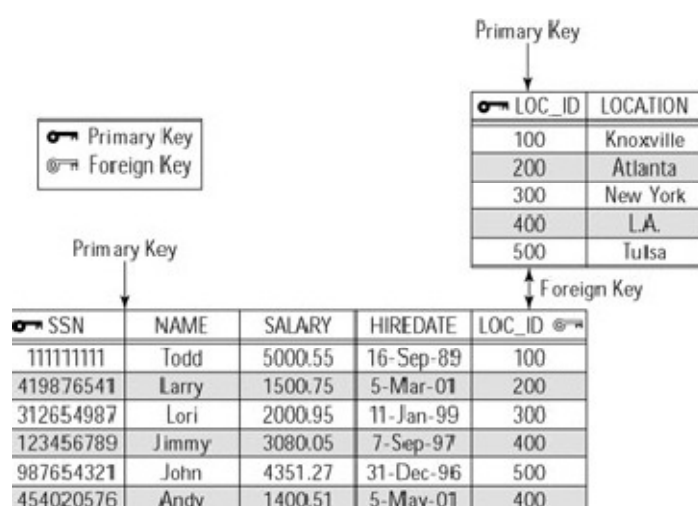 Primary Key
LOC_ID LOCATION
Primary Key
Foreign Key
100 Knoxville
200 Atlanta
300 New York
400 L.A.
500 Tulsa
Primary Key
Foreign Key
SSN NAME SALARY HIREDATE LOC_ID
111111111 Todd 5000.55 16-Sep-89 100
419876541 Larry 1500.75 5-Mar-01 200
312654987 Lori 2000.95 11-Jan-99 300
123456789 Jimmy 3080.05 7-Sep-97 400
987654321 John 4351.27 31-Dec-96 500
454020576 Andy 1400.51 5-May-01 400